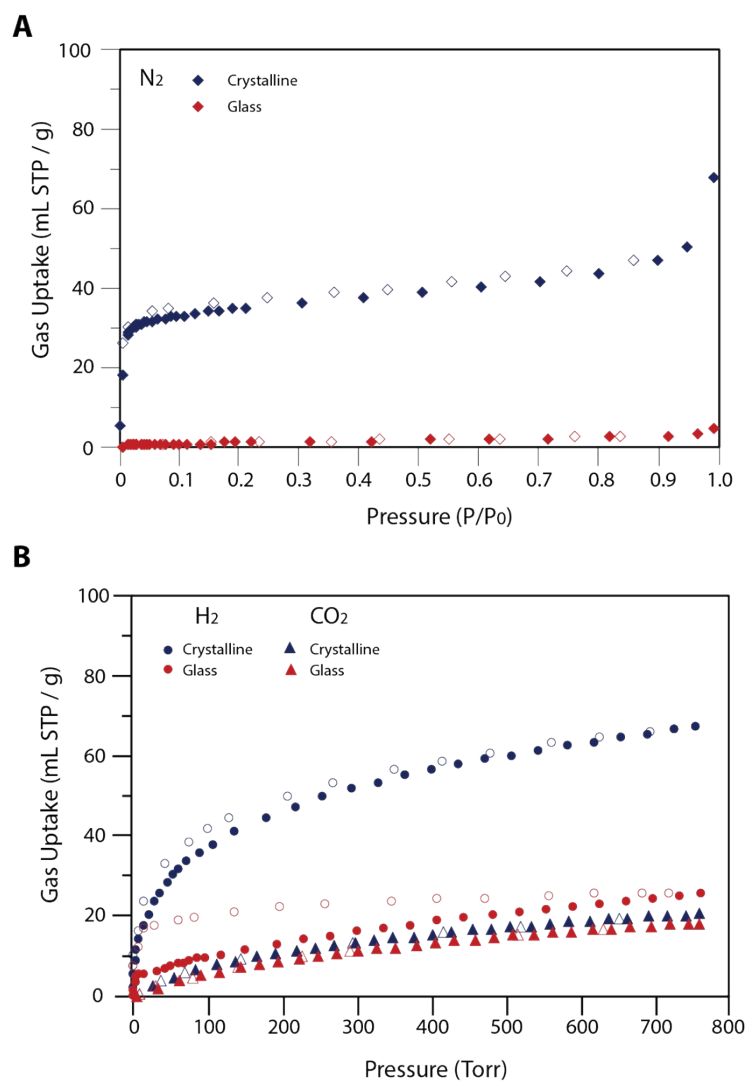 A
100
80
60
40
20
0
Gas Uptake (mL STP / g)
N2
Crystalline
Glass
0
0.1
0.2
0.3
0.4
0.5
0.6
0.7
0.8
0.9
1.0
Pressure (P/P0)
B
100
80
60
40
20
0
Gas Uptake (mL STP / g)
H2 CO2
Crystalline Crystalline
Glass Glass
0
100
200
300
400
500
600
700
800
Pressure (Torr)